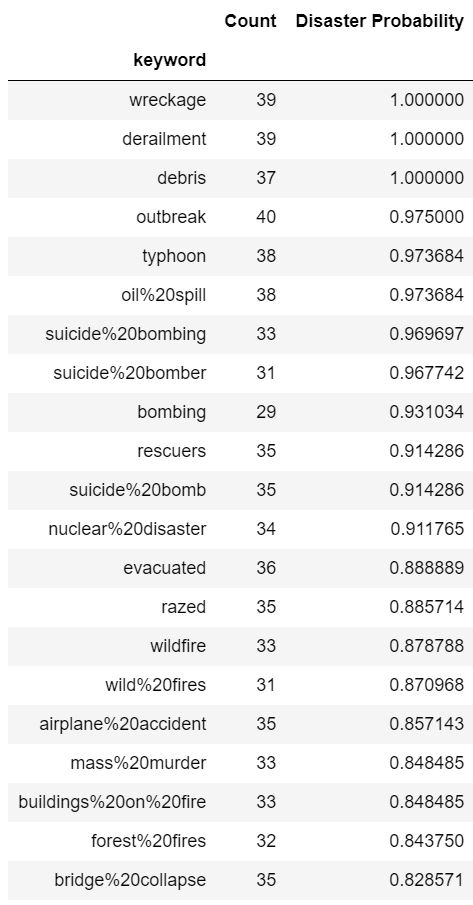 Count Disaster Probability
keyword
wreckage 39 1.000000
derailment 39 1.000000
debris 37 1.000000
outbreak 40 0.975000
typhoon 38 0.973684
oil%20spill 38 0.973684
suicide%20bombing 33 0.969697
suicide%20bomber 31 0.967742
bombing 29 0.931034
rescuers 35 0.914286
suicide%20bomb 35 0.914286
nuclear%20disaster 34 0.911765
evacuated 36 0.888889
razed 35 0.885714
wildfire 33 0.878788
wild%20fires 31 0.870968
airplane%20accident 35 0.857143
mass%20murder 33 0.848485
buildings%20on%20fire 33 0.848485
forest%20fires 32 0.843750
bridge%20collapse 35 0.828571